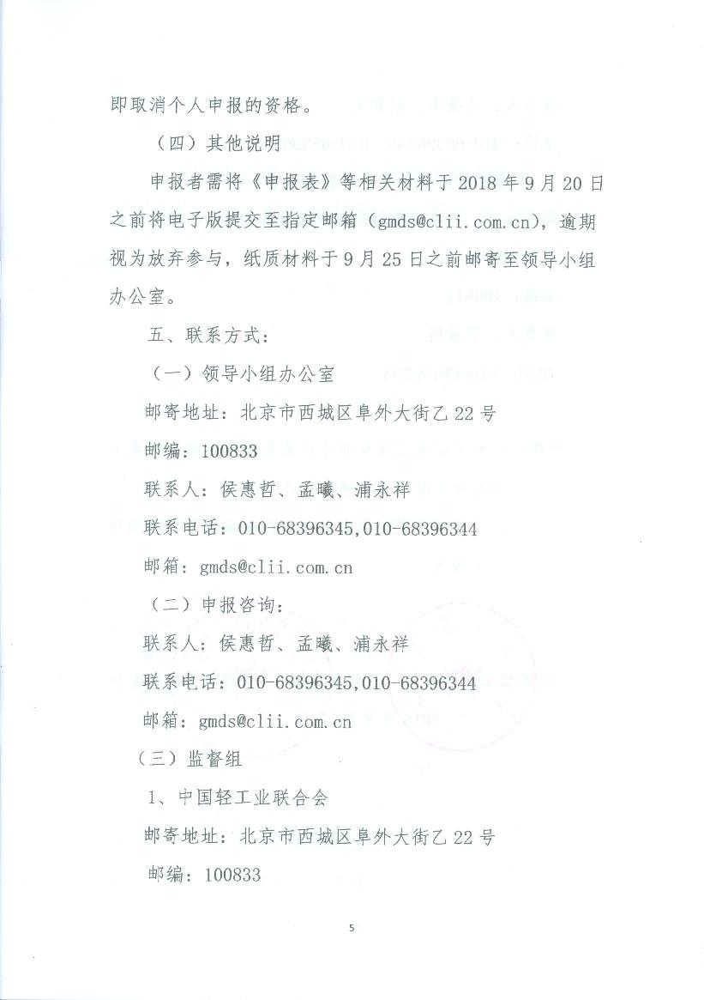 即取消个人申报的资格。
（四）其他说明
申报者需将《申报表》等相关材料于 2018 年 9 月 20 日
之前将电子版提交至指定邮箱（gmds@clii.com.cn)，逾期
视为放弃参与，纸质材料于 9 月 25 日之前邮寄至领导小组
办公室。
五、联系方式：
（一）领导小组办公室
邮寄地址：北京市西城区阜外大街乙 22 号
邮编：100833
联系人：侯惠哲、孟曦、浦永祥
联系电话：010-68396345,010-68396344
邮箱：gmds@clii.com.cn
（二）申报咨询：
联系人：侯惠哲、孟曦、浦永祥
联系电话：010-68396345,010-68396344
邮箱：gmds@clii.com.cn
（三）监督组
1、中国轻工业联合会
邮寄地址：北京市西城区阜外大街乙 22 号
邮编：100833
5